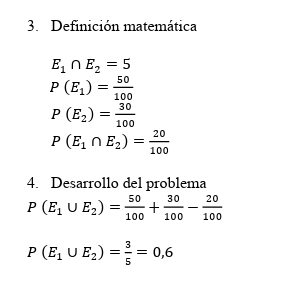 3. Definición matemática
E₁ ∩ E₂ = 5
P (E₁) = 50/100
P (E₂) = 30/100
P (E₁ ∩ E₂) = 20/100
4. Desarrollo del problema
P (E₁ ∪ E₂) = 50/100 + 30/100 − 20/100
P (E₁ ∪ E₂) = 3/5 = 0,6